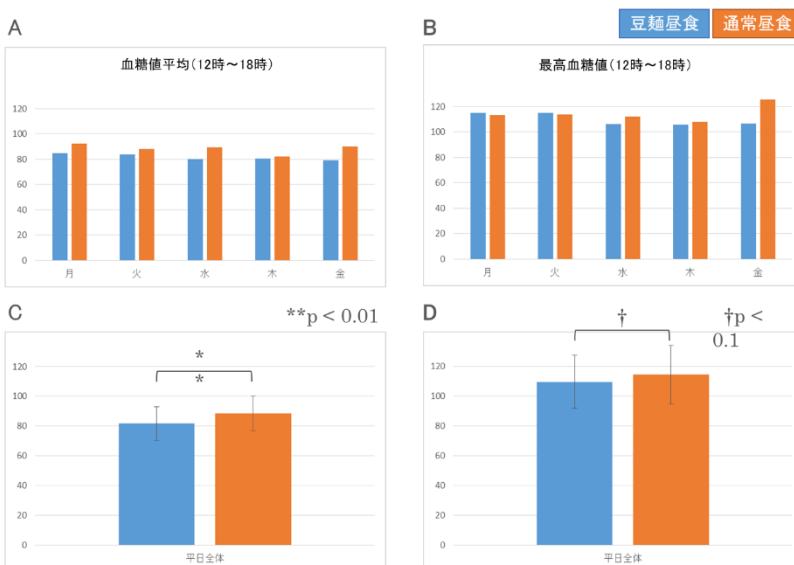 A
B
豆麺昼食 通常昼食
血糖値平均(12時～18時)
120
100
80
60
40
20
0
月 火 水 木 金
最高血糖値(12時～18時)
120
100
80
60
40
20
0
月 火 水 木 金
C
**p < 0.01
*
*
120
100
80
60
40
20
0
平日全体
D
†
†p <
0.1
120
100
80
60
40
20
0
平日全体